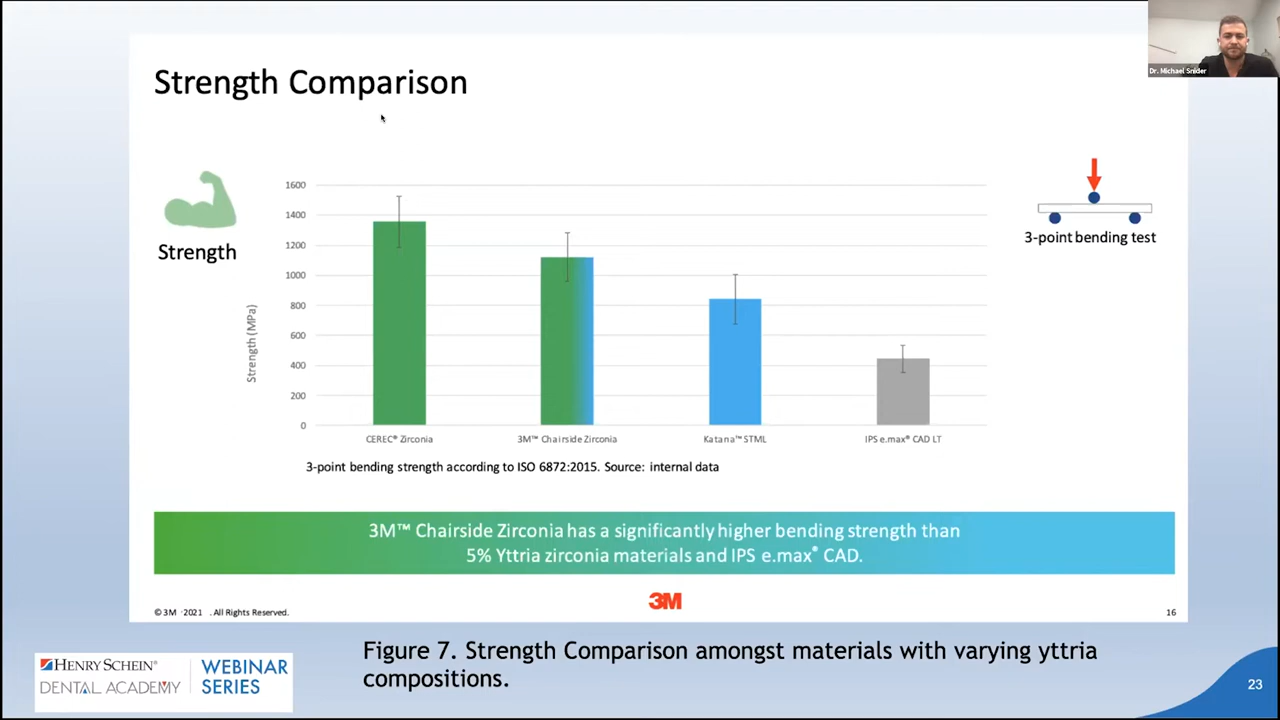 Dr. Michael Snider
Strength Comparison
Strength
3-point bending test
Strength (MPa)
1600
1400
1200
1000
800
600
400
200
0
CEREC® Zirconia
3M™ Chairside Zirconia
Katana™ STML
IPS e.max® CAD LT
3-point bending strength according to ISO 6872:2015. Source: internal data
3M™ Chairside Zirconia has a significantly higher bending strength than
5% Yttria zirconia materials and IPS e.max® CAD.
© 3M 2021 . All Rights Reserved.
3M
16
HENRY SCHEIN®
DENTAL ACADEMY
WEBINAR
SERIES
Figure 7. Strength Comparison amongst materials with varying yttria
compositions.
23